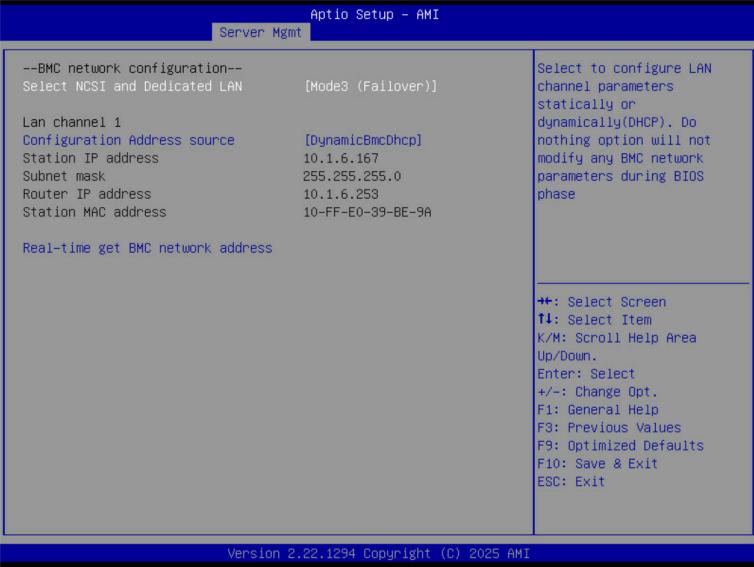 Aptio Setup – AMI
Server Mgmt
--BMC network configuration--
Select NCSI and Dedicated LAN [Mode3 (Failover)]
Lan channel 1
Configuration Address source [DynamicBmcDhcp]
Station IP address 10.1.6.167
Subnet mask 255.255.255.0
Router IP address 10.1.6.253
Station MAC address 10-FF-E0-39-BE-9A
Real-time get BMC network address
Select to configure LAN
channel parameters
statically or
dynamically(DHCP). Do
nothing option will not
modify any BMC network
parameters during BIOS
phase
→←: Select Screen
↑↓: Select Item
K/M: Scroll Help Area
Up/Down.
Enter: Select
+/-: Change Opt.
F1: General Help
F3: Previous Values
F9: Optimized Defaults
F10: Save & Exit
ESC: Exit
Version 2.22.1294 Copyright (C) 2025 AMI